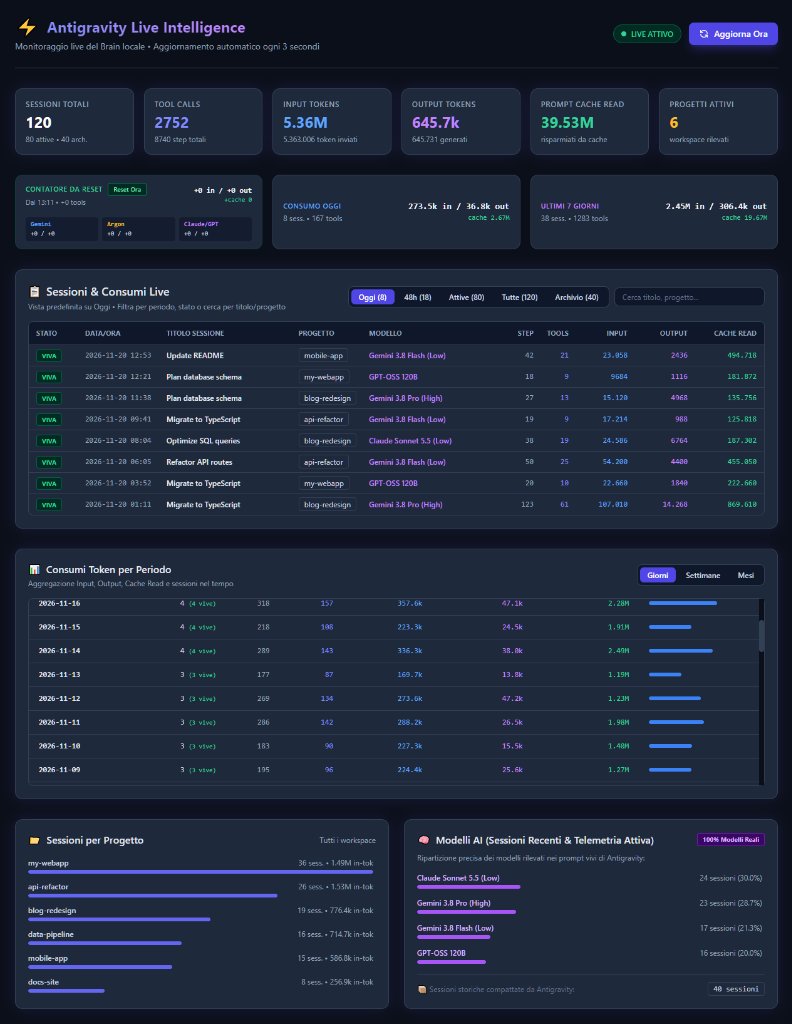 Antigravity Live Intelligence
Monitoraggio live del Brain locale • Aggiornamento automatico ogni 3 secondi
LIVE ATTIVO
Aggiorna Ora
SESSIONI TOTALI
120
80 attive • 40 arch.
TOOL CALLS
2752
8740 step totali
INPUT TOKENS
5.36M
5.363.006 token inviati
OUTPUT TOKENS
645.7k
645.731 generati
PROMPT CACHE READ
39.53M
risparmiati da cache
PROGETTI ATTIVI
6
workspace rilevati
CONTATORE DA RESET Reset Ora
+0 in / +0 out
Dal 13:11 • +0 tools
+cache 0
Gemini
+0 / +0
Argon
+0 / +0
Claude/GPT
+0 / +0
CONSUMO OGGI
8 sess. • 167 tools
273.5k in / 36.8k out
cache 2.67M
ULTIMI 7 GIORNI
38 sess. • 1283 tools
2.45M in / 306.4k out
cache 19.67M
Sessioni & Consumi Live
Vista predefinita su Oggi • Filtra per periodo, stato o cerca per titolo/progetto
Oggi (8) 48h (18) Attive (80) Tutte (120) Archivio (40)
Cerca titolo, progetto...
STATO DATA/ORA TITOLO SESSIONE PROGETTO MODELLO STEP TOOLS INPUT OUTPUT CACHE READ
VIVA 2026-11-20 12:53 Update README mobile-app Gemini 3.8 Flash (Low) 42 21 23.058 2436 494.718
VIVA 2026-11-20 12:21 Plan database schema my-webapp GPT-OSS 120B 18 9 9684 1116 181.872
VIVA 2026-11-20 11:38 Plan database schema blog-redesign Gemini 3.8 Pro (High) 27 13 15.120 4968 135.756
VIVA 2026-11-20 09:41 Migrate to TypeScript api-refactor Gemini 3.8 Flash (Low) 19 9 17.214 988 125.818
VIVA 2026-11-20 08:04 Optimize SQL queries blog-redesign Claude Sonnet 5.5 (Low) 38 19 24.586 6764 187.302
VIVA 2026-11-20 06:05 Refactor API routes api-refactor Gemini 3.8 Flash (Low) 50 25 54.200 4400 455.050
VIVA 2026-11-20 03:52 Migrate to TypeScript my-webapp GPT-OSS 120B 20 10 22.660 1840 222.660
VIVA 2026-11-20 01:11 Migrate to TypeScript blog-redesign Gemini 3.8 Pro (High) 123 61 107.010 14.268 869.610
Consumi Token per Periodo
Aggregazione Input, Output, Cache Read e sessioni nel tempo.
Giorni Settimane Mesi
2026-11-16 4 (4 vive) 318 157 357.6k 47.1k 2.28M
2026-11-15 4 (4 vive) 218 108 223.3k 24.5k 1.91M
2026-11-14 4 (4 vive) 289 143 336.3k 38.0k 2.49M
2026-11-13 3 (3 vive) 177 87 169.7k 13.8k 1.19M
2026-11-12 3 (3 vive) 269 134 273.6k 47.2k 1.23M
2026-11-11 3 (3 vive) 286 142 288.2k 26.5k 1.98M
2026-11-10 3 (3 vive) 183 90 227.3k 15.5k 1.48M
2026-11-09 3 (3 vive) 195 96 224.4k 25.6k 1.27M
Sessioni per Progetto
Tutti i workspace
my-webapp 36 sess. • 1.49M in-tok
api-refactor 26 sess. • 1.53M in-tok
blog-redesign 19 sess. • 776.4k in-tok
data-pipeline 16 sess. • 714.7k in-tok
mobile-app 15 sess. • 586.8k in-tok
docs-site 8 sess. • 256.9k in-tok
Modelli AI (Sessioni Recenti & Telemetria Attiva)
100% Modelli Reali
Ripartizione precisa dei modelli rilevati nei prompt vivi di Antigravity:
Claude Sonnet 5.5 (Low) 24 sessioni (30.0%)
Gemini 3.8 Pro (High) 23 sessioni (28.7%)
Gemini 3.8 Flash (Low) 17 sessioni (21.3%)
GPT-OSS 120B 16 sessioni (20.0%)
Sessioni storiche compattate da Antigravity:
40 sessioni